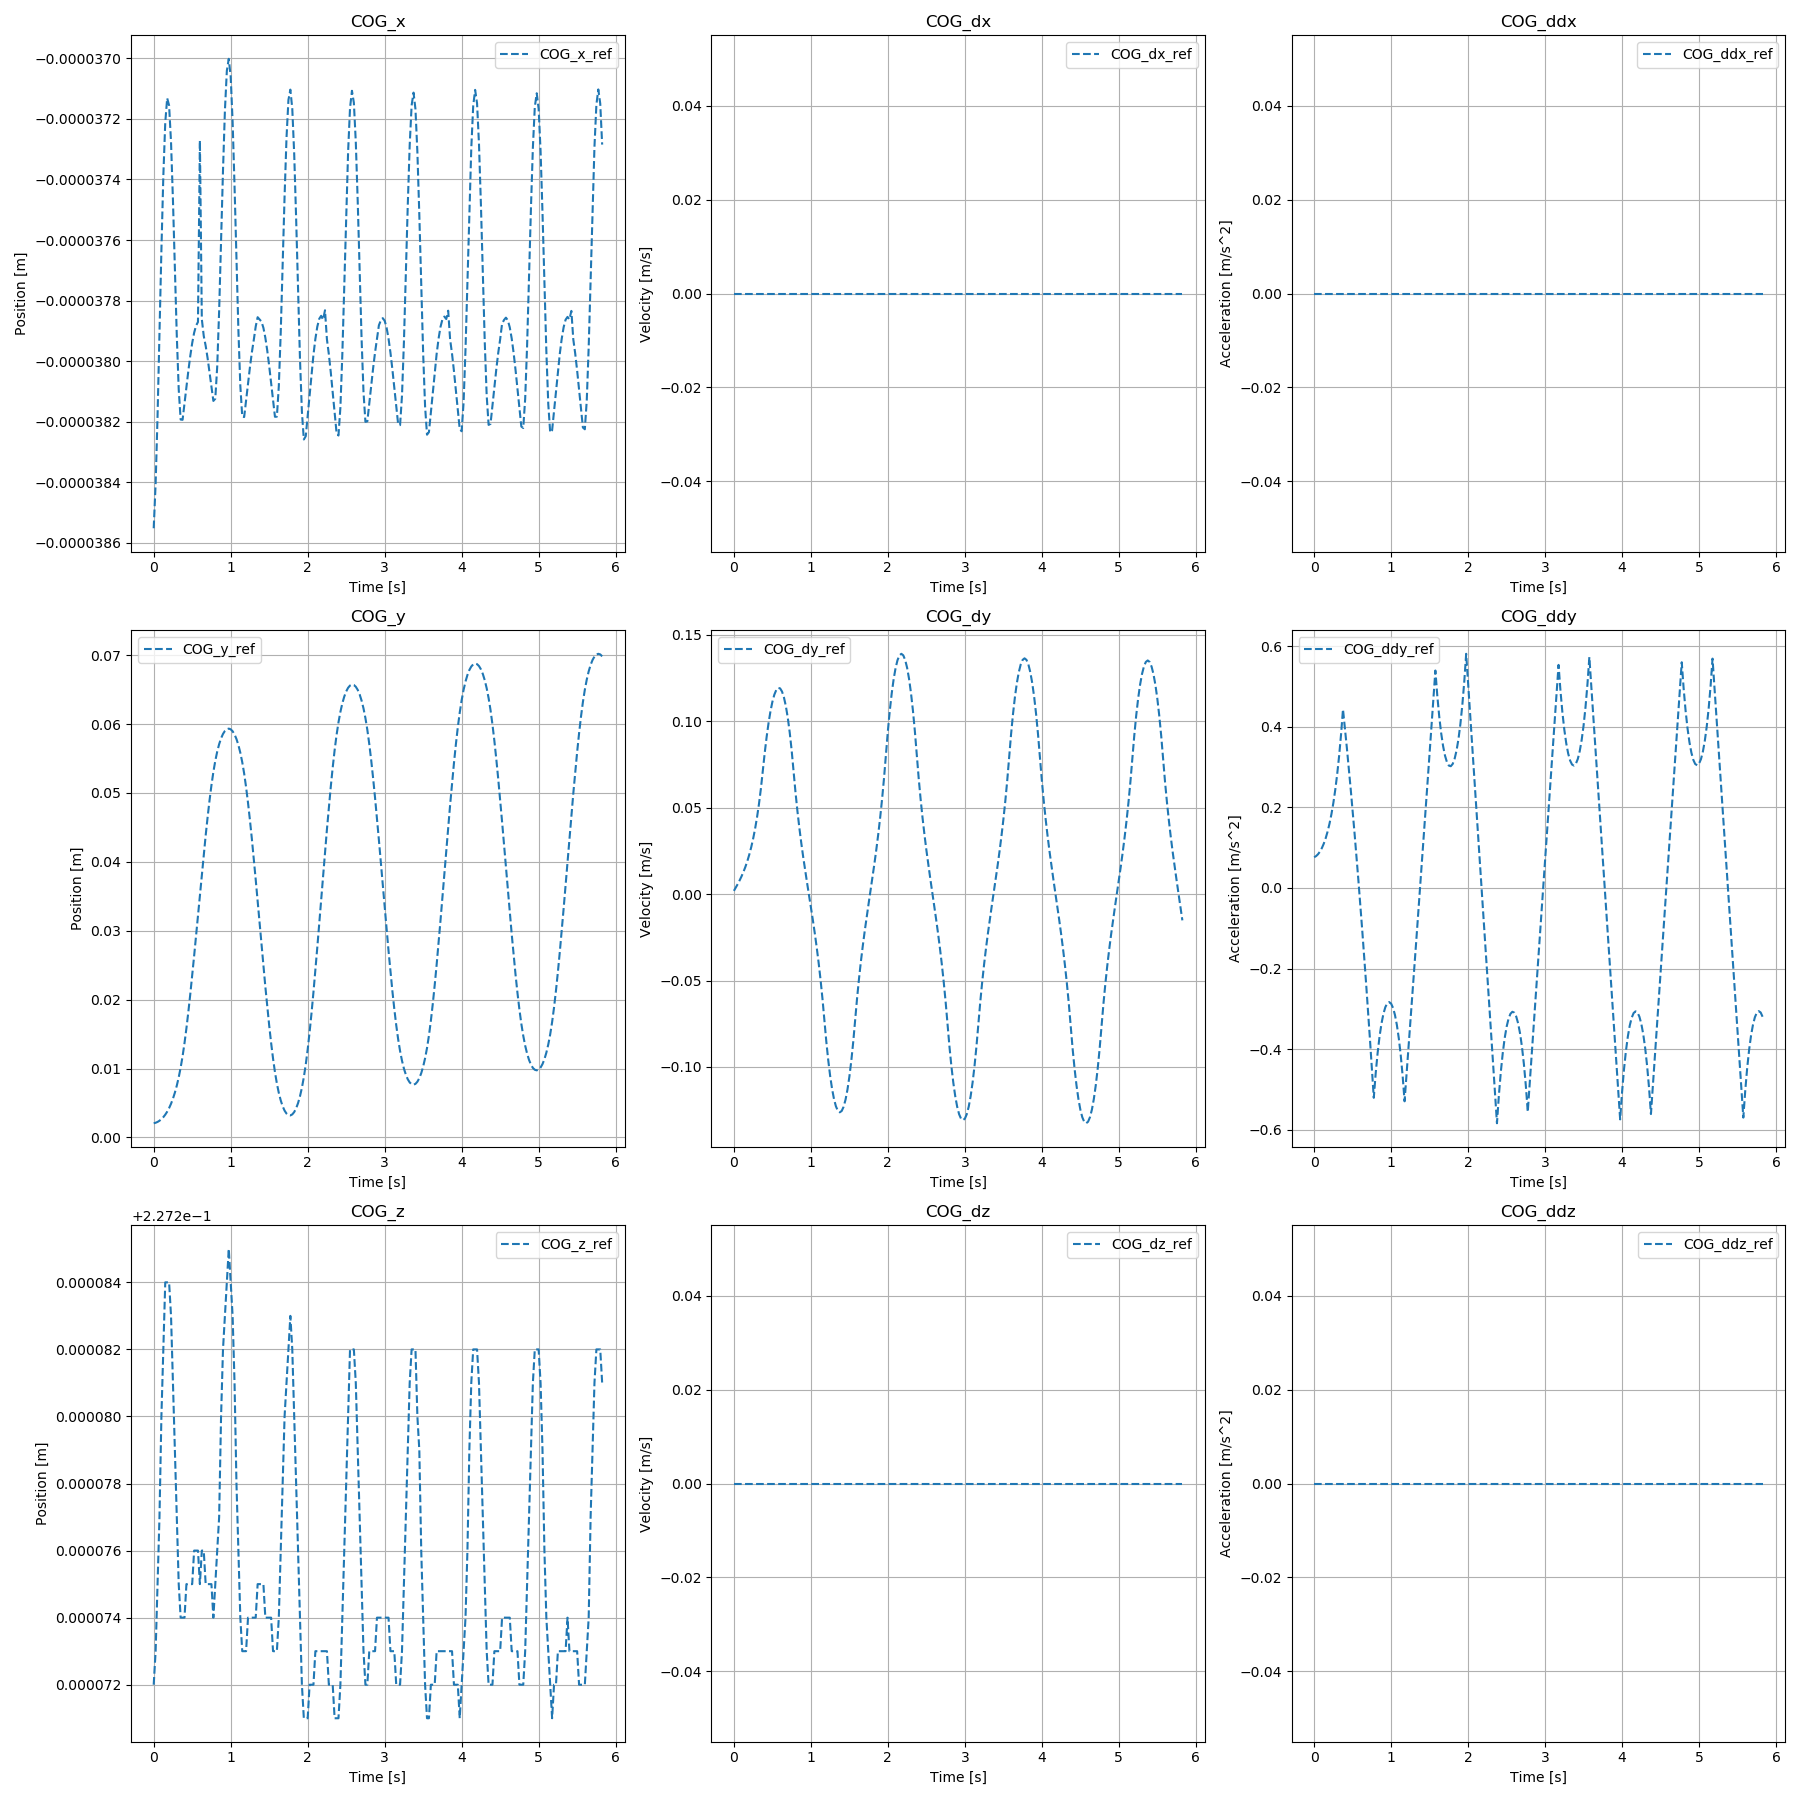 COG_x
COG_x_ref
−0.0000370
−0.0000372
−0.0000374
−0.0000376
−0.0000378
−0.0000380
−0.0000382
−0.0000384
−0.0000386
Position [m]
0 1 2 3 4 5 6
Time [s]
COG_dx
COG_dx_ref
0.04
0.02
0.00
−0.02
−0.04
Velocity [m/s]
0 1 2 3 4 5 6
Time [s]
COG_ddx
COG_ddx_ref
0.04
0.02
0.00
−0.02
−0.04
Acceleration [m/s^2]
0 1 2 3 4 5 6
Time [s]
COG_y
COG_y_ref
0.07
0.06
0.05
0.04
0.03
0.02
0.01
0.00
Position [m]
0 1 2 3 4 5 6
Time [s]
COG_dy
COG_dy_ref
0.15
0.10
0.05
0.00
−0.05
−0.10
Velocity [m/s]
0 1 2 3 4 5 6
Time [s]
COG_ddy
COG_ddy_ref
0.6
0.4
0.2
0.0
−0.2
−0.4
−0.6
Acceleration [m/s^2]
0 1 2 3 4 5 6
Time [s]
COG_z
+2.272e−1
COG_z_ref
0.000084
0.000082
0.000080
0.000078
0.000076
0.000074
0.000072
Position [m]
0 1 2 3 4 5 6
Time [s]
COG_dz
COG_dz_ref
0.04
0.02
0.00
−0.02
−0.04
Velocity [m/s]
0 1 2 3 4 5 6
Time [s]
COG_ddz
COG_ddz_ref
0.04
0.02
0.00
−0.02
−0.04
Acceleration [m/s^2]
0 1 2 3 4 5 6
Time [s]